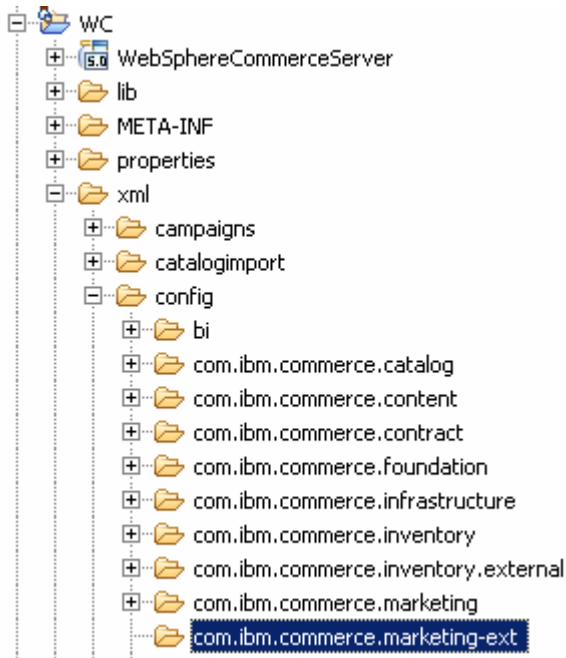 WC
5.0 WebSphereCommerceServer
lib
META-INF
properties
xml
campaigns
catalogimport
config
bi
com.ibm.commerce.catalog
com.ibm.commerce.content
com.ibm.commerce.contract
com.ibm.commerce.foundation
com.ibm.commerce.infrastructure
com.ibm.commerce.inventory
com.ibm.commerce.inventory.external
com.ibm.commerce.marketing
com.ibm.commerce.marketing-ext